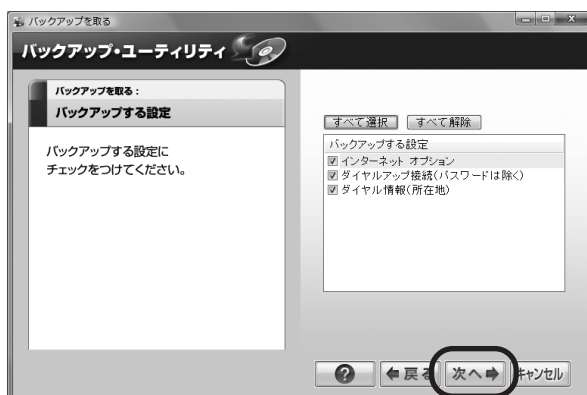 バックアップを取る
バックアップ・ユーティリティ
バックアップを取る：
バックアップする設定
バックアップする設定に
チェックをつけてください。
すべて選択 すべて解除
バックアップする設定
インターネット オプション
ダイヤルアップ接続(パスワードは除く)
ダイヤル情報(所在地)
? 戻る 次へ キャンセル